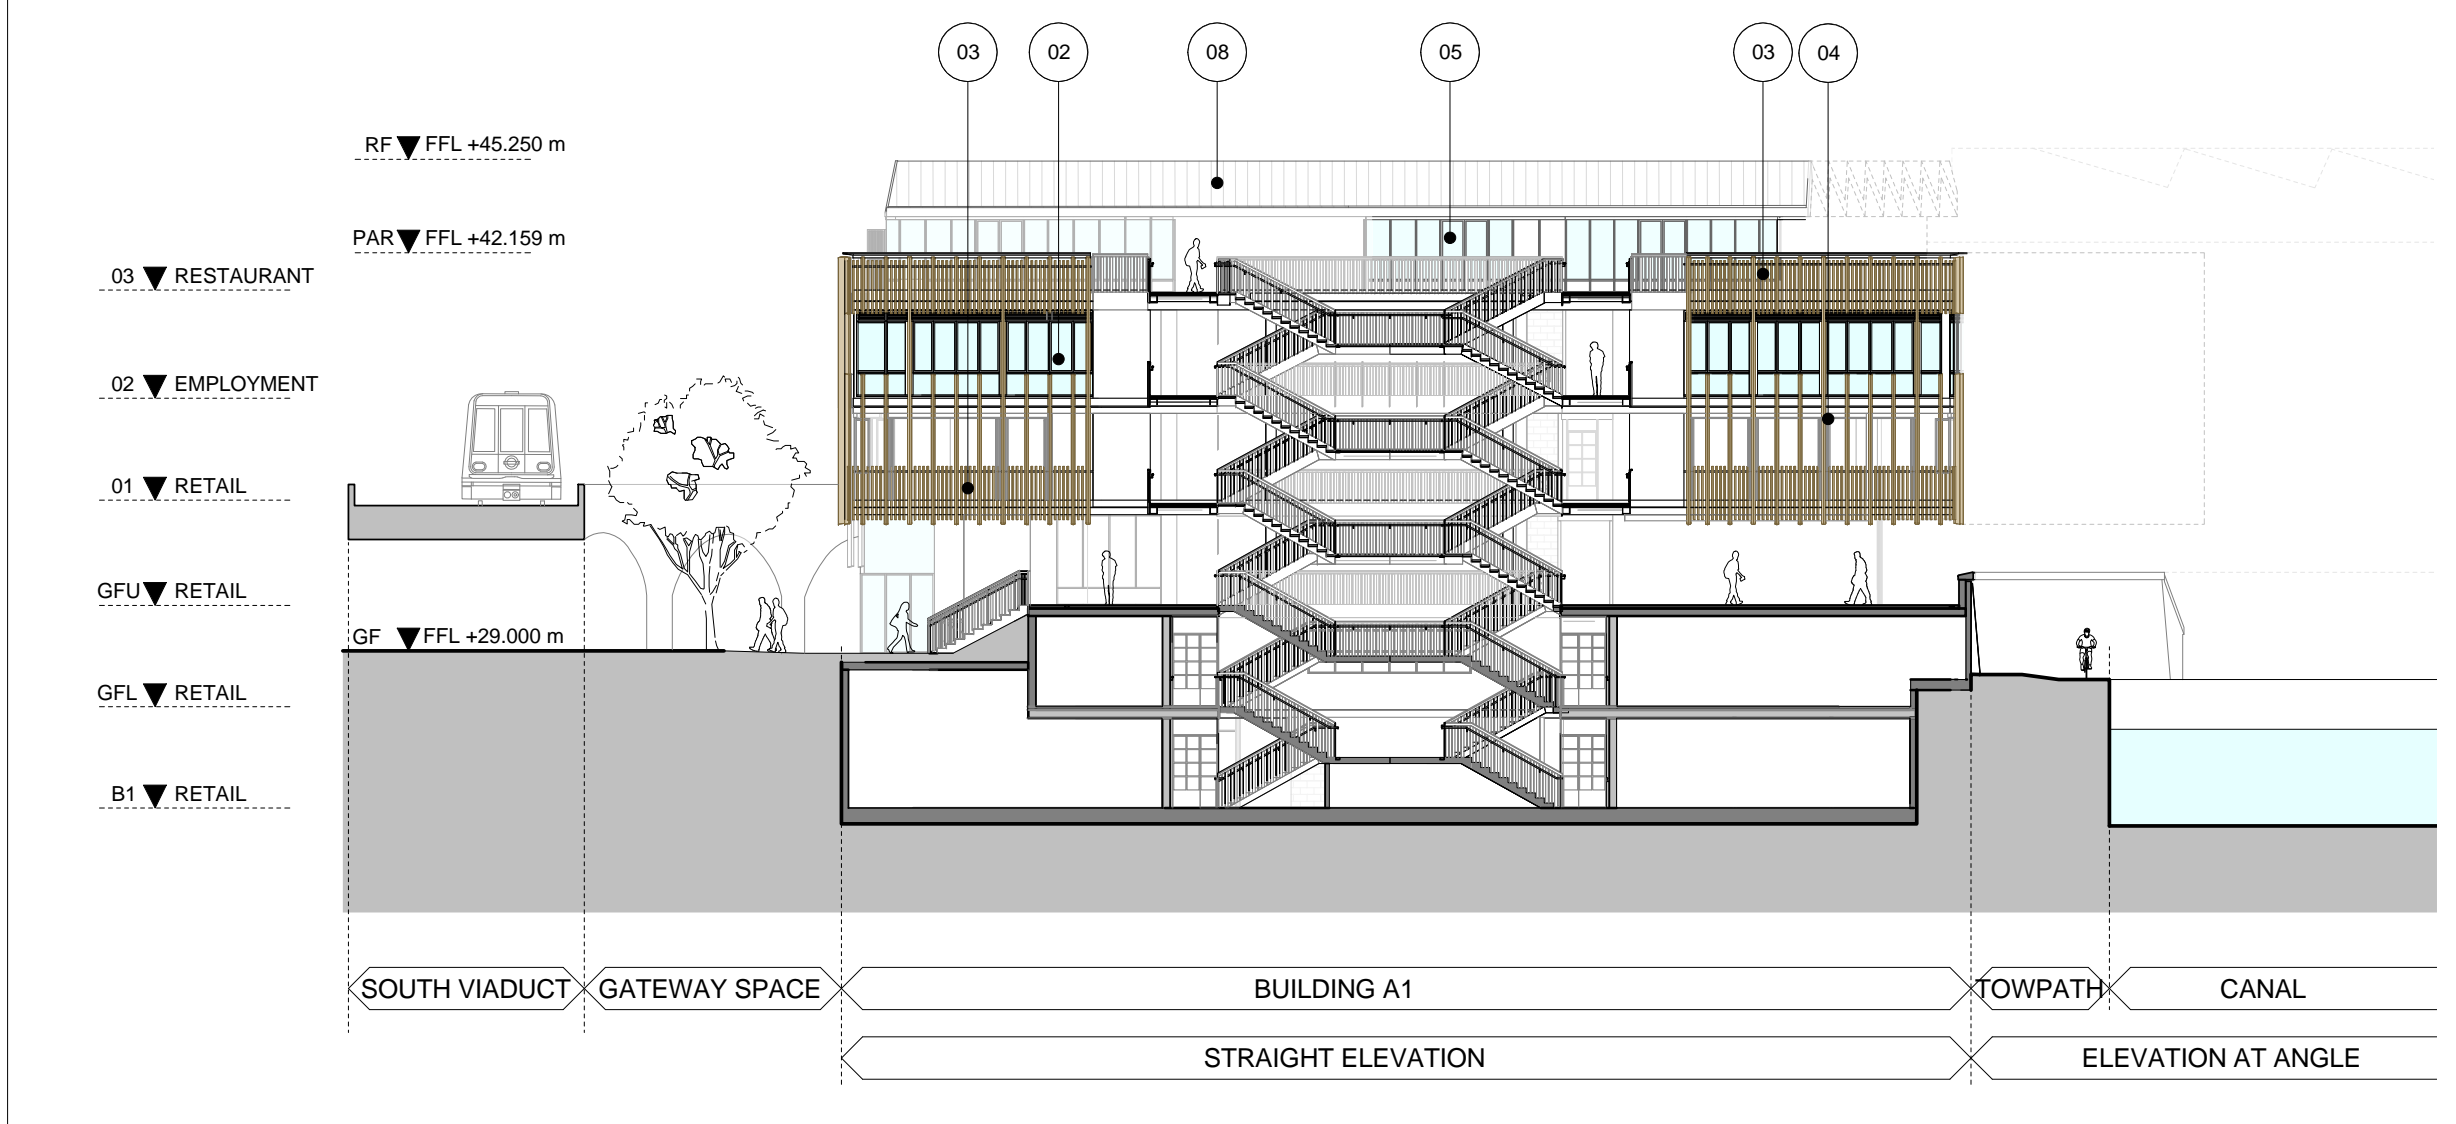 03
02
08
05
03
04
RF FFL +45.250 m
PAR FFL +42.159 m
03 RESTAURANT
02 EMPLOYMENT
01 RETAIL
GFU RETAIL
GF FFL +29.000 m
GFL RETAIL
B1 RETAIL
SOUTH VIADUCT
GATEWAY SPACE
BUILDING A1
TOWPATH
CANAL
STRAIGHT ELEVATION
ELEVATION AT ANGLE